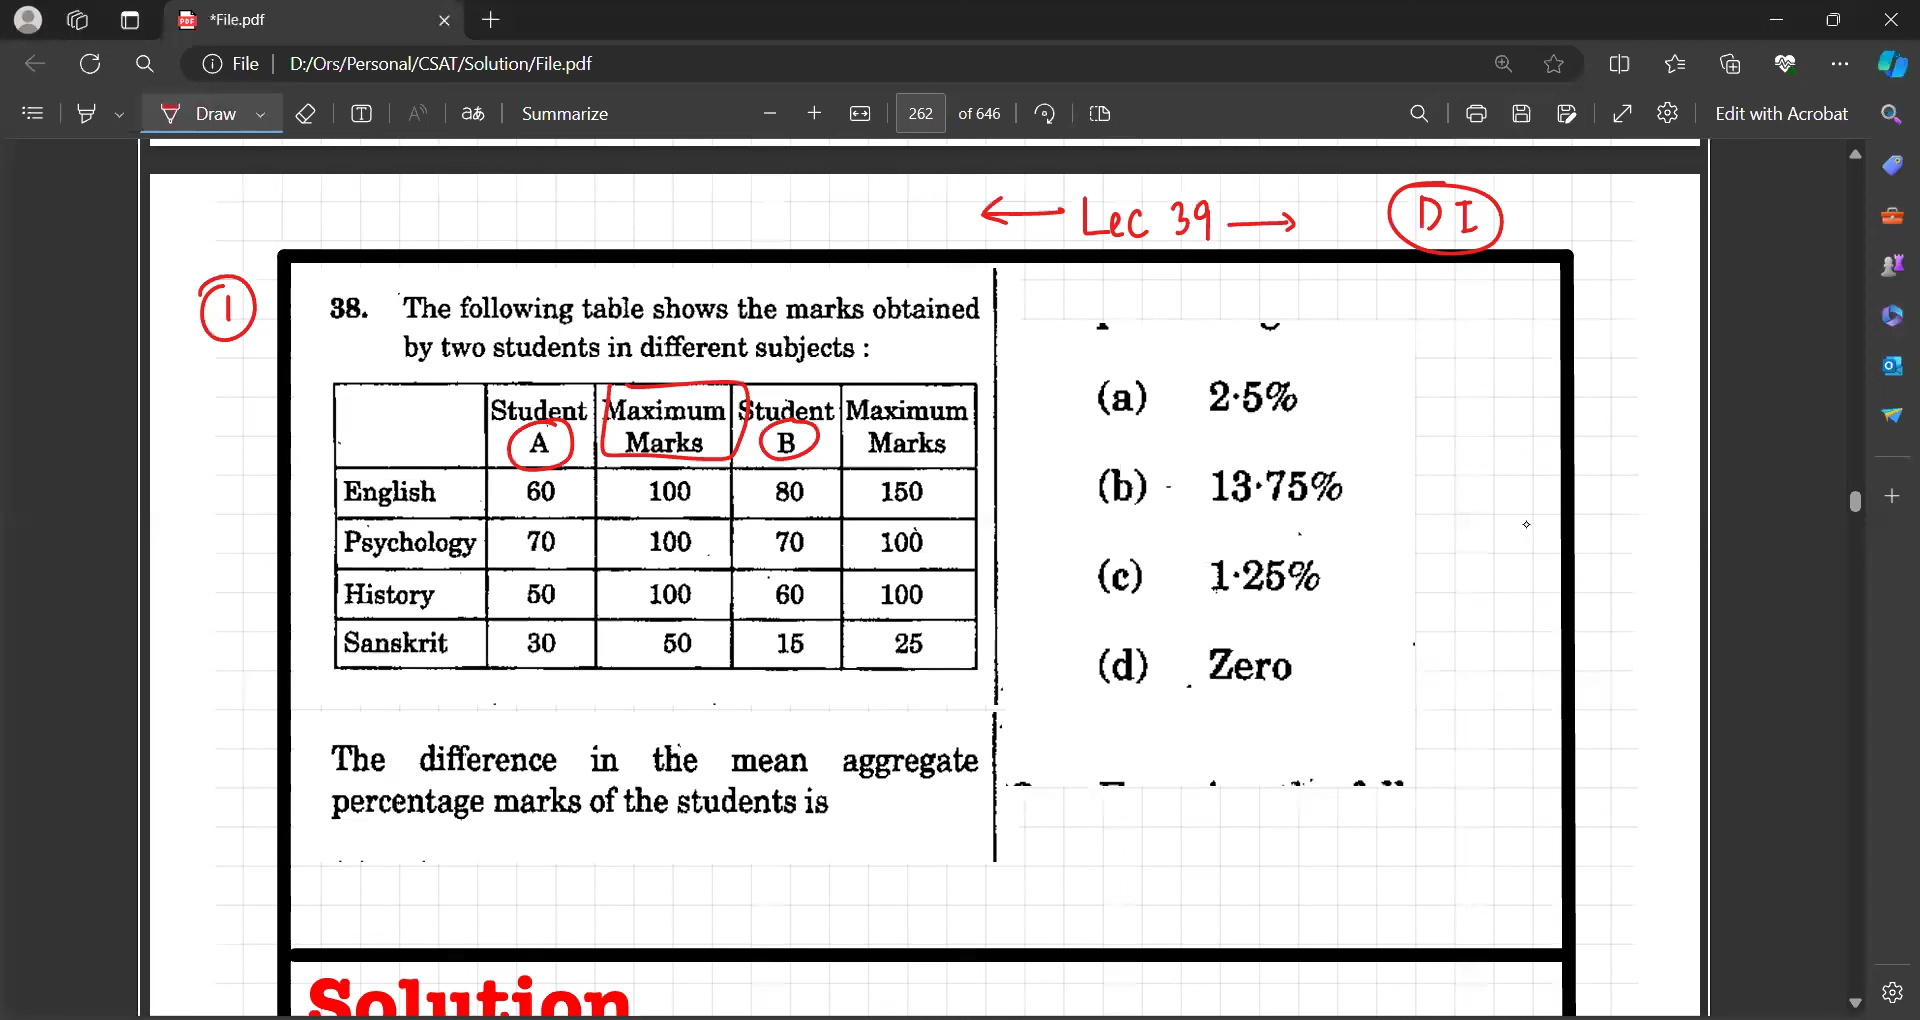 *File.pdf
File
D:/Ors/Personal/CSAT/Solution/File.pdf
Draw
Summarize
262 of 646
Edit with Acrobat
← Lec 39 →
DI
1
38. The following table shows the marks obtained
by two students in different subjects :
Student A Maximum Marks Student B Maximum Marks
English 60 100 80 150
Psychology 70 100 70 100
History 50 100 60 100
Sanskrit 30 50 15 25
The difference in the mean aggregate
percentage marks of the students is
(a) 2·5%
(b) 13·75%
(c) 1·25%
(d) Zero
Solution